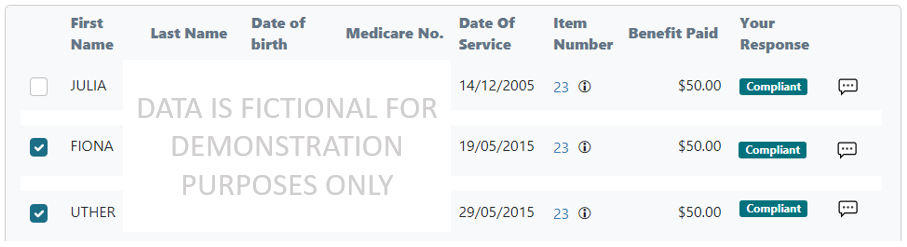 First Name Last Name Date Of birth Medicare No. Date Of Service Item Number Benefit Paid Your Response
JULIA 14/12/2005 23 $50.00 Compliant
FIONA 19/05/2015 23 $50.00 Compliant
UTHER 29/05/2015 23 $50.00 Compliant
DATA IS FICTIONAL FOR
DEMONSTRATION
PURPOSES ONLY